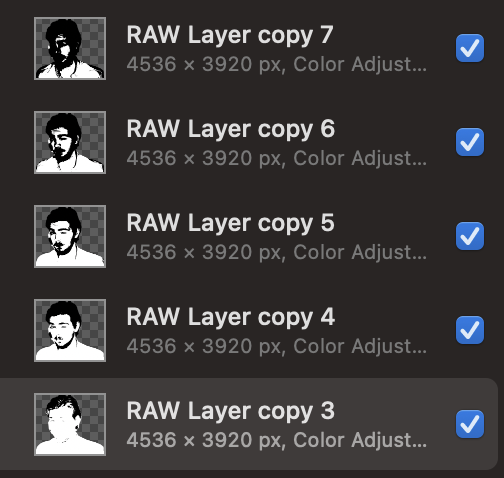 RAW Layer copy 7
4536 × 3920 px, Color Adjust...
RAW Layer copy 6
4536 × 3920 px, Color Adjust...
RAW Layer copy 5
4536 × 3920 px, Color Adjust...
RAW Layer copy 4
4536 × 3920 px, Color Adjust...
RAW Layer copy 3
4536 × 3920 px, Color Adjust...